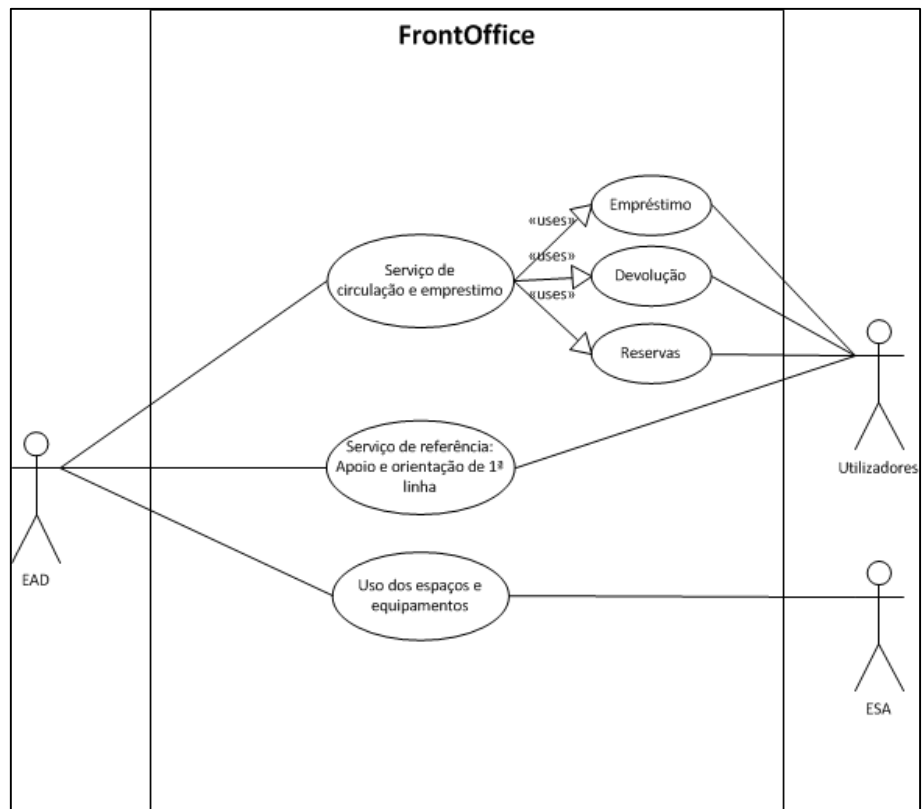 FrontOffice
Empréstimo
«uses»
«uses»
Devolução
Serviço de
circulação e emprestimo
«uses»
Reservas
Serviço de referência:
Apoio e orientação de 1ª
linha
Utilizadores
EAD
Uso dos espaços e
equipamentos
ESA